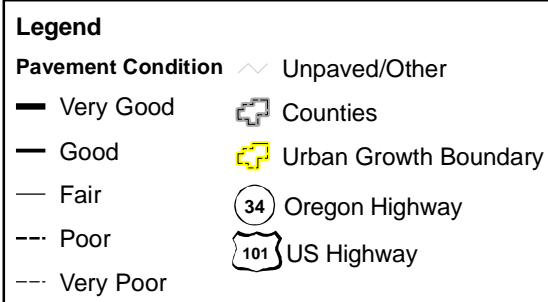 Legend
Pavement Condition
Very Good
Good
Fair
Poor
Very Poor
Unpaved/Other
Counties
Urban Growth Boundary
34 Oregon Highway
101 US Highway